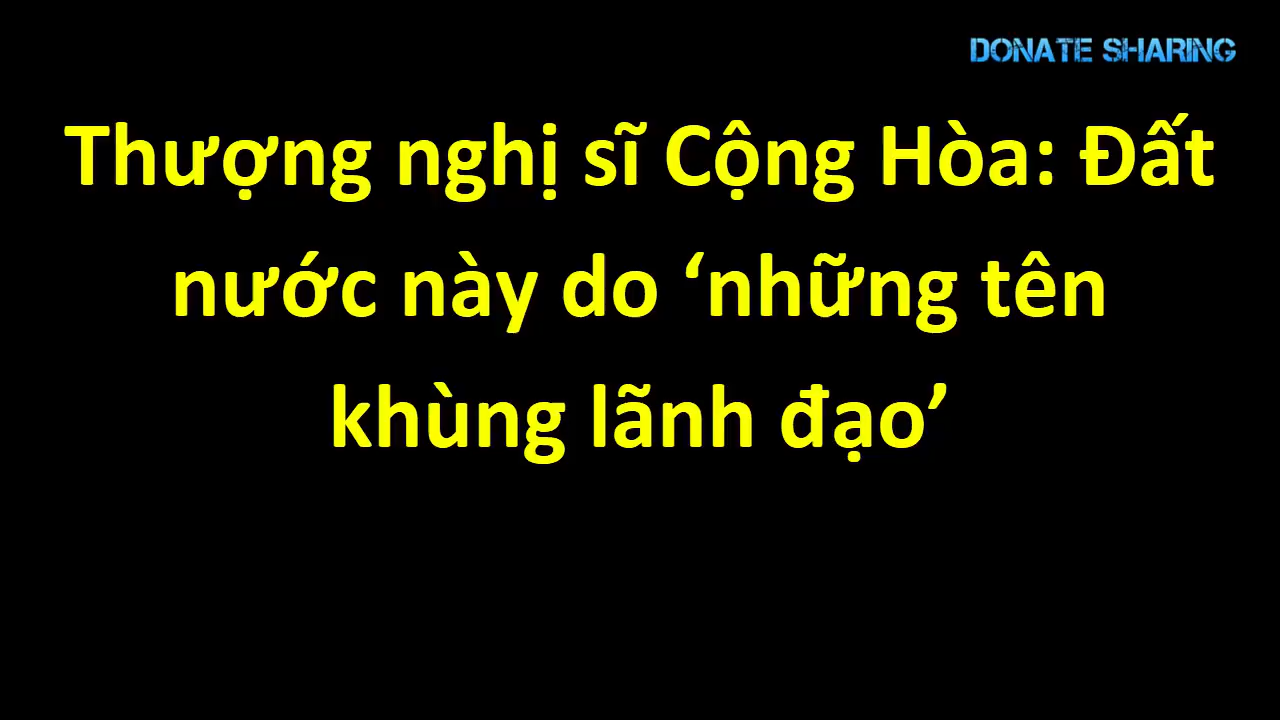 DONATE SHARING
Thượng nghị sĩ Cộng Hòa: Đất
nước này do ‘những tên
khùng lãnh đạo’